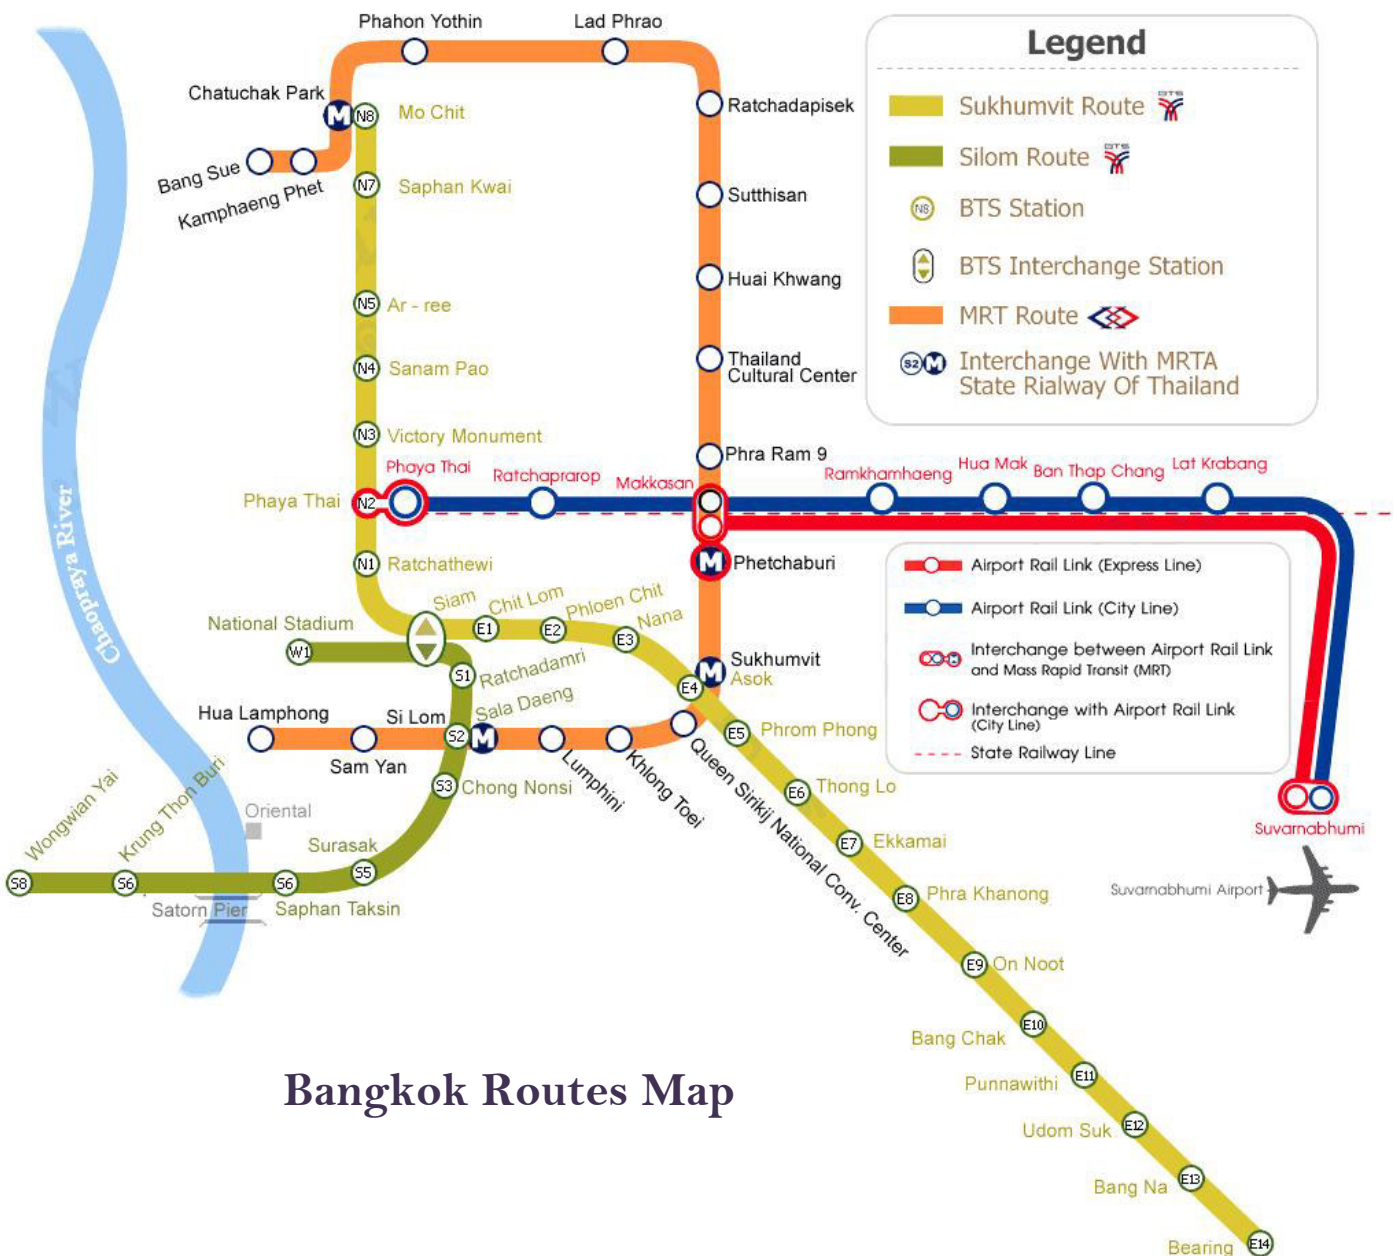 Phahon Yothin
Lad Phrao
Chatuchak Park
M
N8
Mo Chit
Bang Sue
Kamphaeng Phet
N7
Saphan Kwai
Ratchadapisek
Sutthisan
Huai Khwang
N5
Ar - ree
Thailand
Cultural Center
N4
Sanam Pao
N3
Victory Monument
Phra Ram 9
Legend
Sukhumvit Route
BTS
Silom Route
BTS
N8
BTS Station
BTS Interchange Station
MRT Route
S2
M
Interchange With MRTA
State Rialway Of Thailand
Phaya Thai
N2
Phaya Thai
Ratchaprarop
Makkasan
Ramkhamhaeng
Hua Mak
Ban Thap Chang
Lat Krabang
N1
Ratchathewi
M
Phetchaburi
Airport Rail Link (Express Line)
Airport Rail Link (City Line)
Interchange between Airport Rail Link
and Mass Rapid Transit (MRT)
Interchange with Airport Rail Link
(City Line)
State Railway Line
Chaopraya River
National Stadium
W1
Siam
E1
Chit Lom
E2
Phloen Chit
E3
Nana
S1
Ratchadamri
M
Sukhumvit
Asok
E4
Hua Lamphong
Sam Yan
Si Lom
S2
M
Sala Daeng
Lumphini
Khlong Toei
Queen Sirikij National Conv. Center
E5
Phrom Phong
S3
Chong Nonsi
E6
Thong Lo
Wongwian Yai
Krung Thon Buri
Oriental
Surasak
S8
S6
S6
S5
Satorn Pier
Saphan Taksin
E7
Ekkamai
E8
Phra Khanong
Suvarnabhumi
Suvarnabhumi Airport
E9
On Noot
E10
Bang Chak
E11
Punnawithi
E12
Udom Suk
E13
Bang Na
E14
Bearing
Bangkok Routes Map